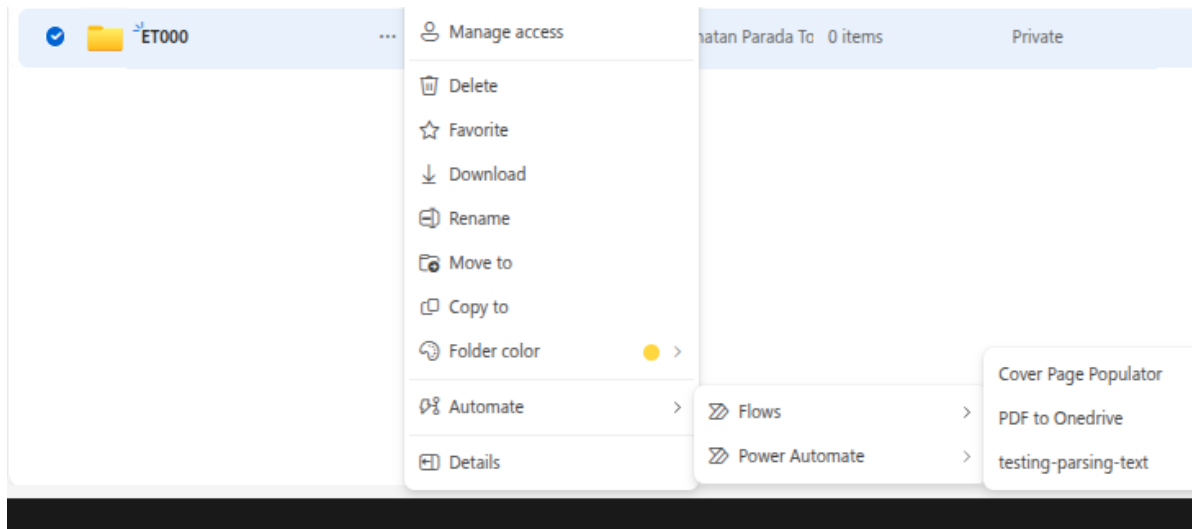 ET000 ... Parada To 0 items Private
Manage access
Delete
Favorite
Download
Rename
Move to
Copy to
Folder color
Automate
Details
Flows
Power Automate
Cover Page Populator
PDF to Onedrive
testing-parsing-text